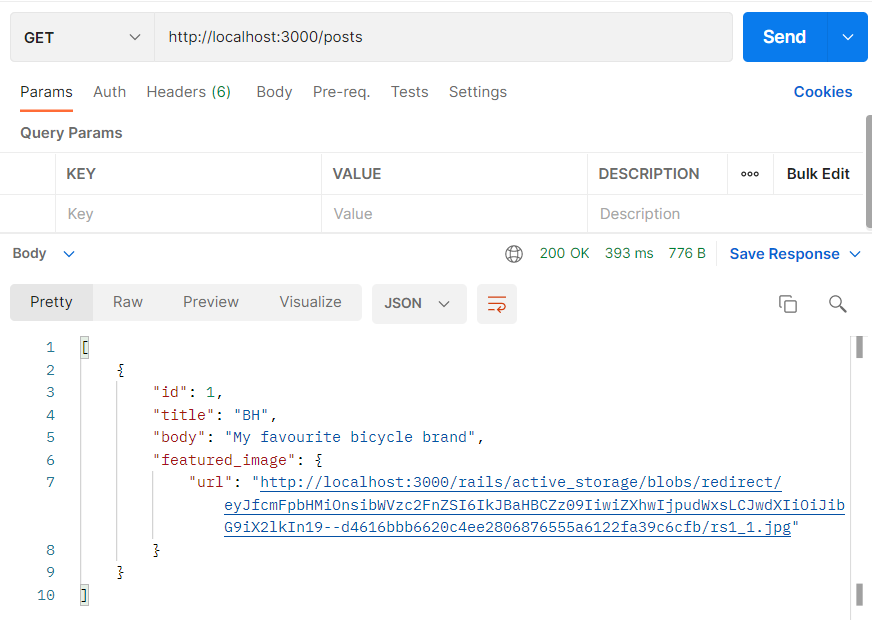 GET http://localhost:3000/posts Send
Params Auth Headers (6) Body Pre-req. Tests Settings Cookies
Query Params
KEY VALUE DESCRIPTION ooo Bulk Edit
Key Value Description
Body 200 OK 393 ms 776 B Save Response
Pretty Raw Preview Visualize JSON
1 [
2 {
3 "id": 1,
4 "title": "BH",
5 "body": "My favourite bicycle brand",
6 "featured_image": {
7 "url": "http://localhost:3000/rails/active_storage/blobs/redirect/
eyJfcmFpbHMiOnsibWVzc2FnZSI6IkJBaHBCZz09IiwiZXhwIjpudWxsLCJwdXIiOiJib
G9iX2lkIn19--d4616bbb6620c4ee2806876555a6122fa39c6cfb/rs1_1.jpg"
8 }
9 }
10 ]